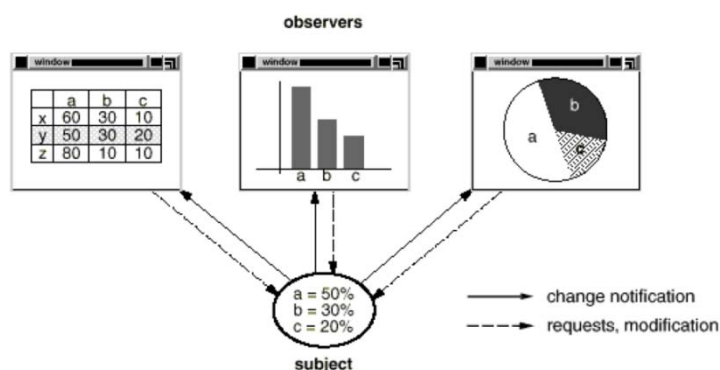 observers
window
window
window
a b c
x 60 30 10
y 50 30 20
z 80 10 10
a b c
a
b
c
a = 50%
b = 30%
c = 20%
subject
change notification
requests, modification